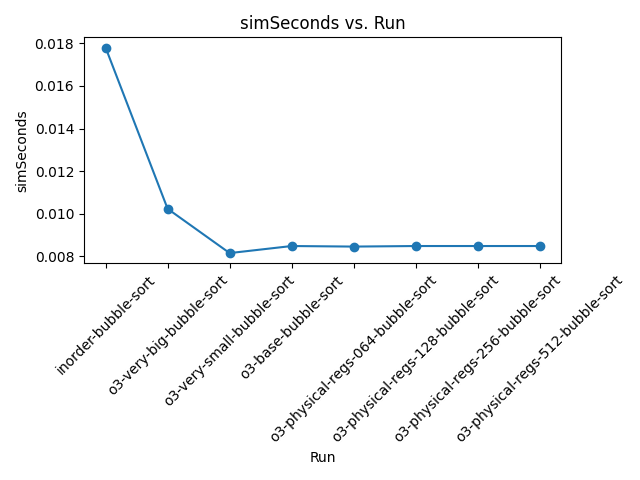 simSeconds vs. Run
simSeconds
0.018
0.016
0.014
0.012
0.010
0.008
inorder-bubble-sort
o3-very-big-bubble-sort
o3-very-small-bubble-sort
o3-base-bubble-sort
o3-physical-regs-064-bubble-sort
o3-physical-regs-128-bubble-sort
o3-physical-regs-256-bubble-sort
o3-physical-regs-512-bubble-sort
Run